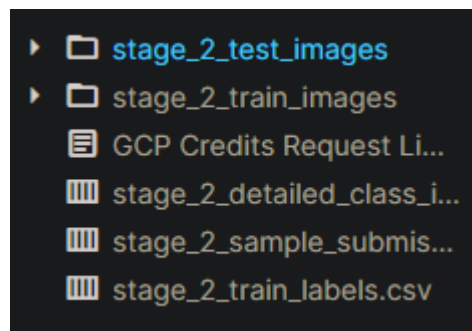 stage_2_test_images
stage_2_train_images
GCP Credits Request Li...
stage_2_detailed_class_i...
stage_2_sample_submis...
stage_2_train_labels.csv